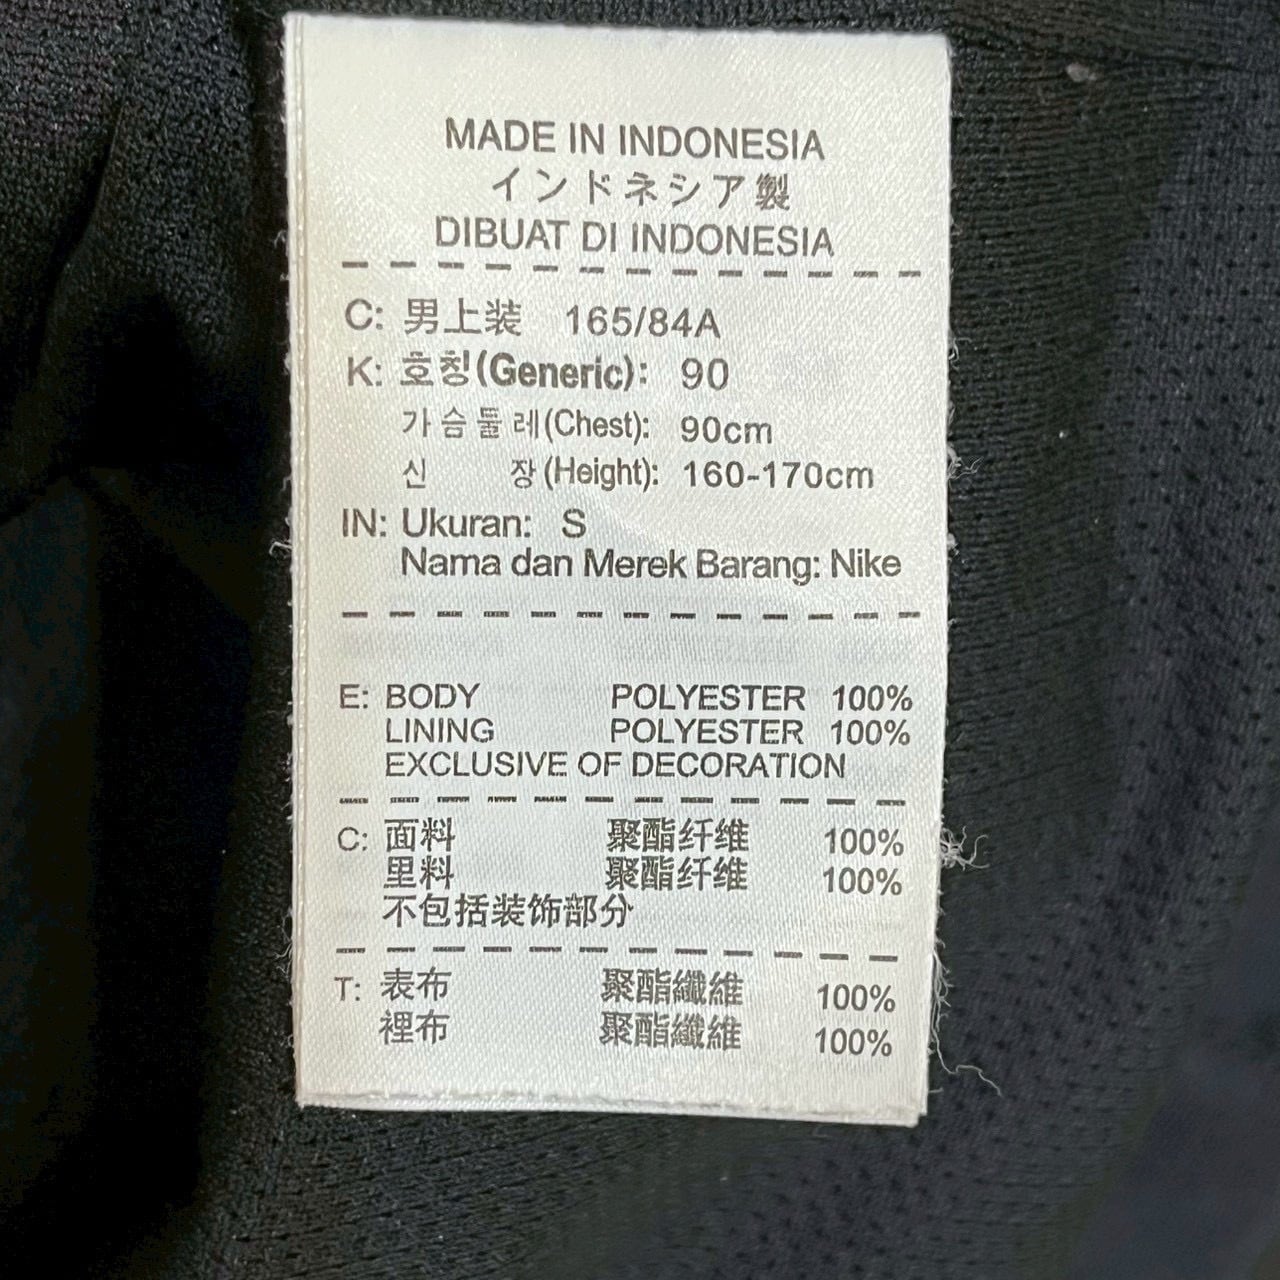 MADE IN INDONESIA
インドネシア製
DIBUAT DI INDONESIA
C: 男上装 165/84A
K: 호칭(Generic): 90
가슴둘레(Chest): 90cm
신 장(Height): 160-170cm
IN: Ukuran: S
Nama dan Merek Barang: Nike
E: BODY POLYESTER 100%
LINING POLYESTER 100%
EXCLUSIVE OF DECORATION
C: 面料 聚酯纤维 100%
里料 聚酯纤维 100%
不包括装饰部分
T: 表布 聚酯纖維 100%
裡布 聚酯纖維 100%